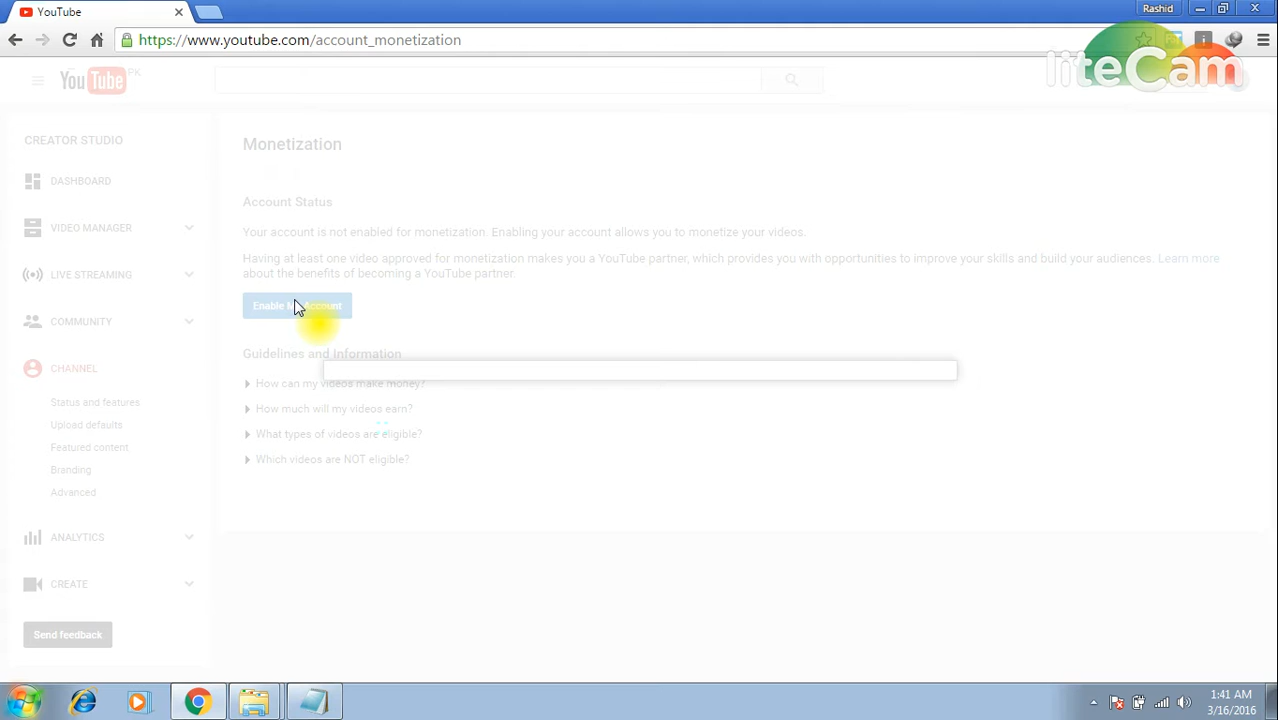 YouTube
Rashid
https://www.youtube.com/account_monetization
liteCam
YouTube PK
CREATOR STUDIO
DASHBOARD
VIDEO MANAGER
LIVE STREAMING
COMMUNITY
CHANNEL
Status and features
Upload defaults
Featured content
Branding
Advanced
ANALYTICS
CREATE
Send feedback
Monetization
Account Status
Your account is not enabled for monetization. Enabling your account allows you to monetize your videos.
Having at least one video approved for monetization makes you a YouTube partner, which provides you with opportunities to improve your skills and build your audiences. Learn more
about the benefits of becoming a YouTube partner.
Enable My Account
Guidelines and Information
How can my videos make money?
How much will my videos earn?
What types of videos are eligible?
Which videos are NOT eligible?
1:41 AM
3/16/2016